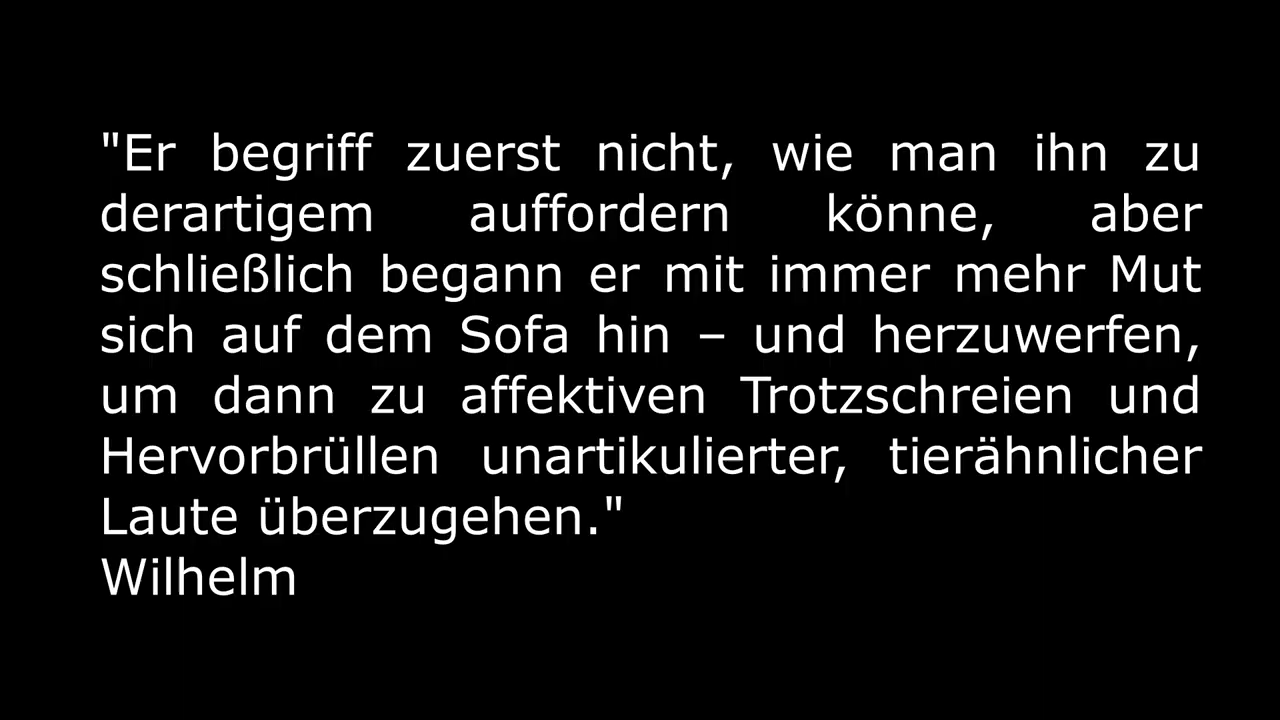 "Er begriff zuerst nicht, wie man ihn zu
derartigem auffordern könne, aber
schließlich begann er mit immer mehr Mut
sich auf dem Sofa hin – und herzuwerfen,
um dann zu affektiven Trotzschreien und
Hervorbrüllen unartikulierter, tierähnlicher
Laute überzugehen."
Wilhelm